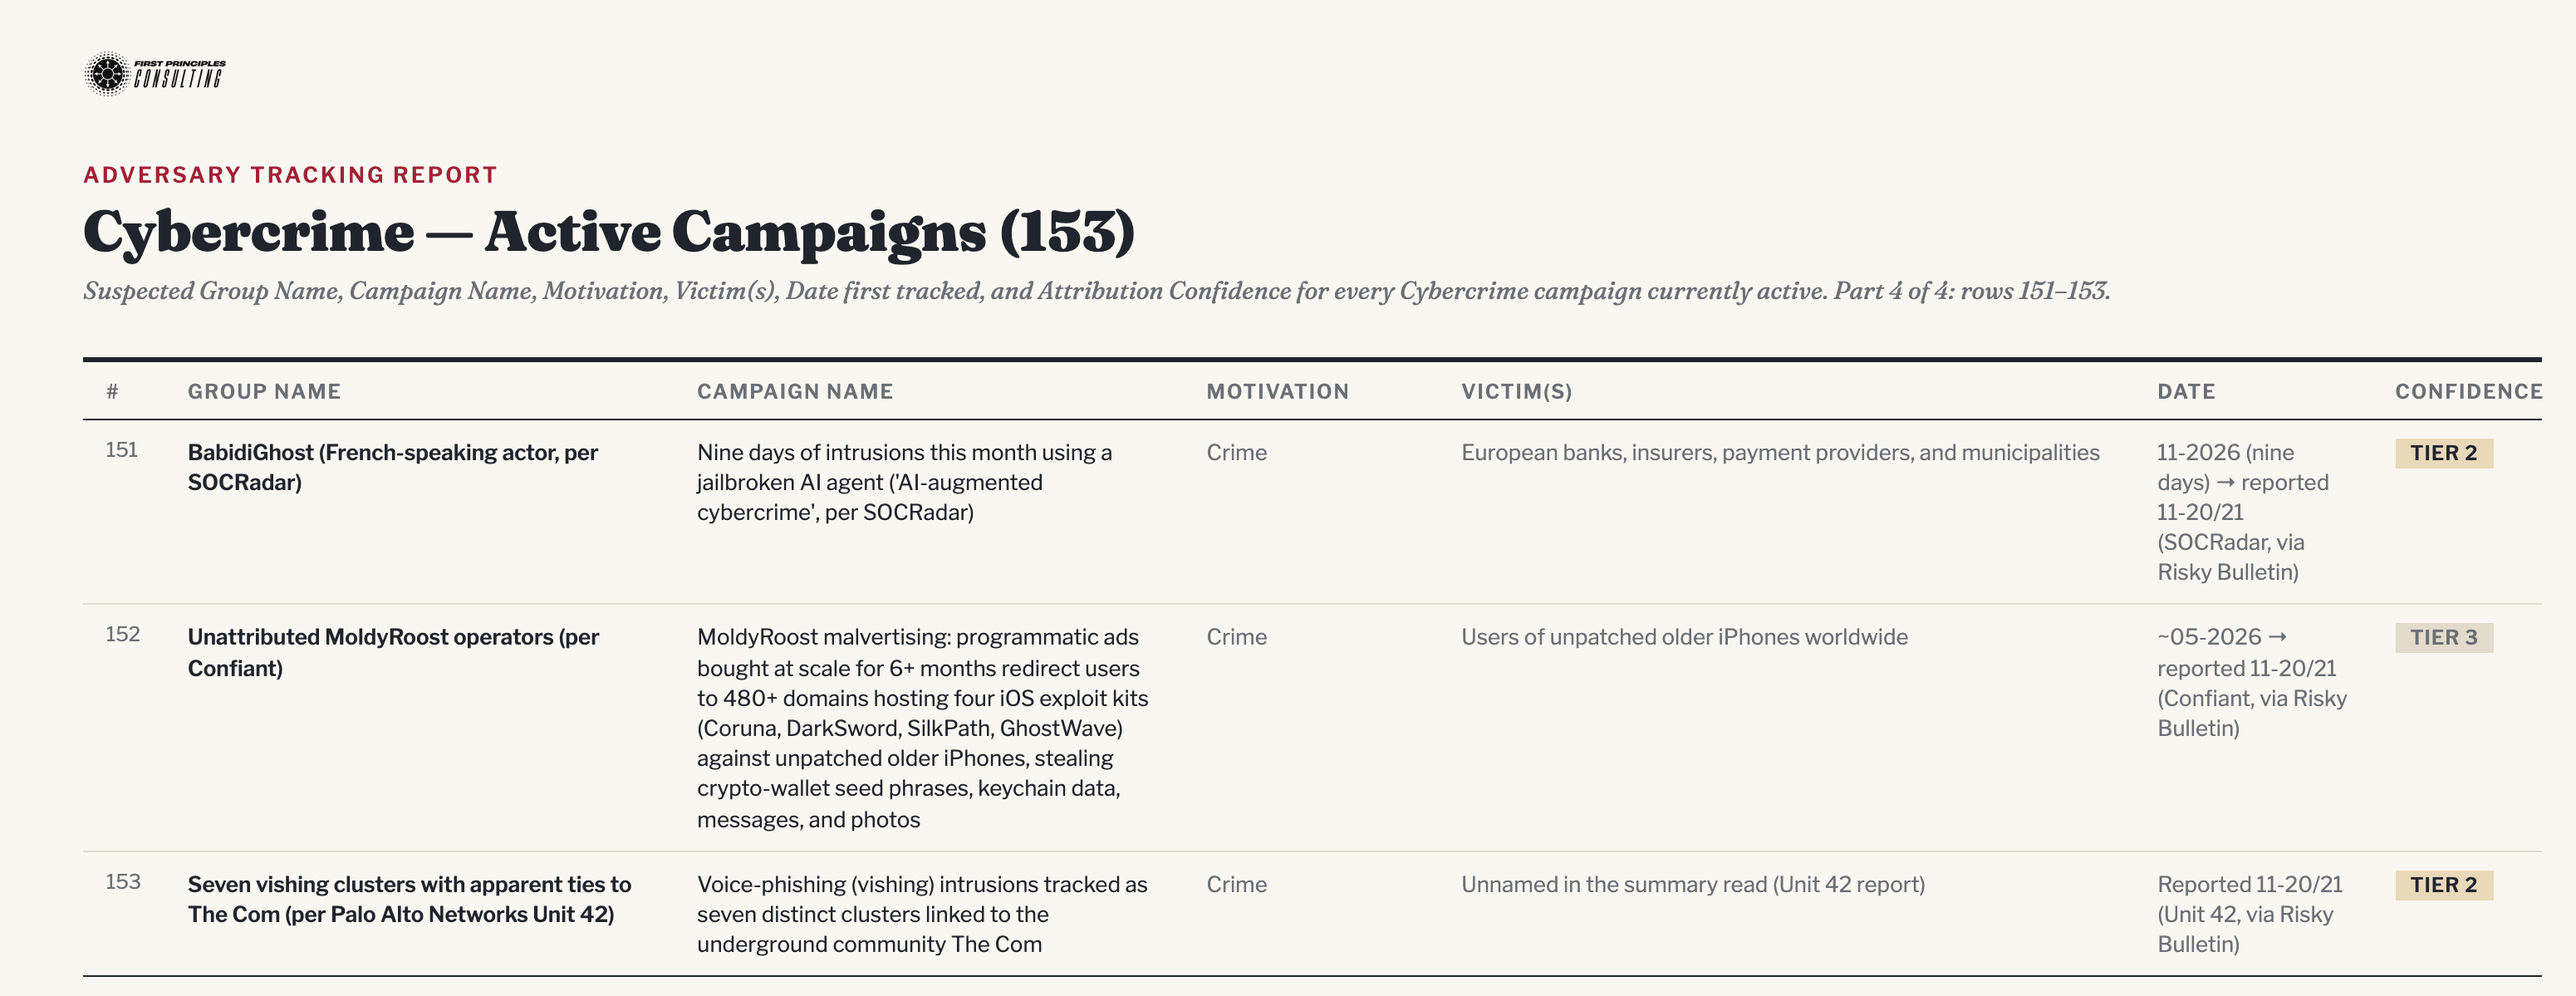 FIRST PRINCIPLES
CONSULTING
ADVERSARY TRACKING REPORT
Cybercrime — Active Campaigns (153)
Suspected Group Name, Campaign Name, Motivation, Victim(s), Date first tracked, and Attribution Confidence for every Cybercrime campaign currently active. Part 4 of 4: rows 151–153.
# GROUP NAME CAMPAIGN NAME MOTIVATION VICTIM(S) DATE CONFIDENCE
151
BabidiGhost (French-speaking actor, per
SOCRadar)
Nine days of intrusions this month using a
jailbroken AI agent ('AI-augmented
cybercrime', per SOCRadar)
Crime
European banks, insurers, payment providers, and municipalities
11-2026 (nine
days) → reported
11-20/21
(SOCRadar, via
Risky Bulletin)
TIER 2
152
Unattributed MoldyRoost operators (per
Confiant)
MoldyRoost malvertising: programmatic ads
bought at scale for 6+ months redirect users
to 480+ domains hosting four iOS exploit kits
(Coruna, DarkSword, SilkPath, GhostWave)
against unpatched older iPhones, stealing
crypto-wallet seed phrases, keychain data,
messages, and photos
Crime
Users of unpatched older iPhones worldwide
~05-2026 →
reported 11-20/21
(Confiant, via Risky
Bulletin)
TIER 3
153
Seven vishing clusters with apparent ties to
The Com (per Palo Alto Networks Unit 42)
Voice-phishing (vishing) intrusions tracked as
seven distinct clusters linked to the
underground community The Com
Crime
Unnamed in the summary read (Unit 42 report)
Reported 11-20/21
(Unit 42, via Risky
Bulletin)
TIER 2